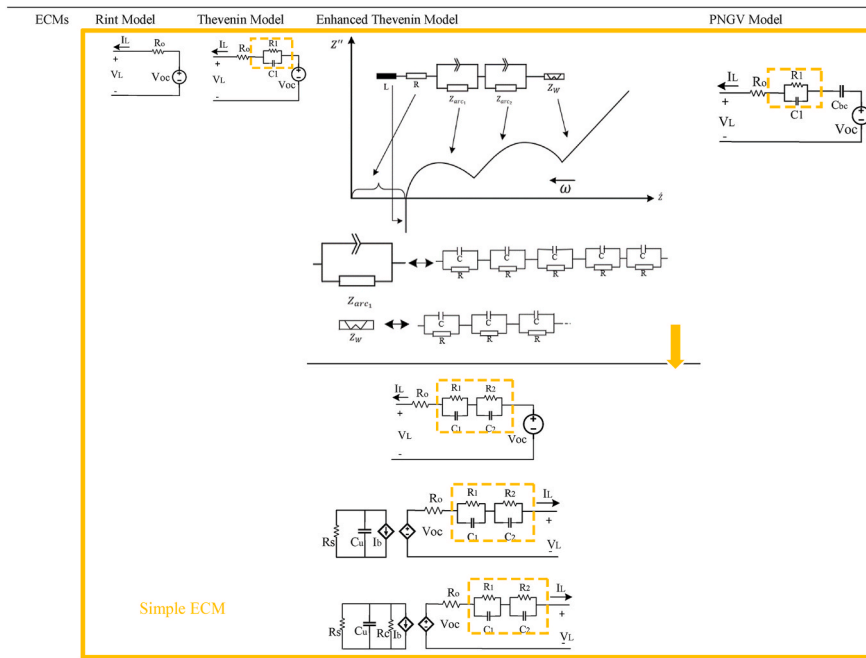 ECMs Rint Model Thevenin Model Enhanced Thevenin Model PNGV Model
IL Ro VL Voc + -
IL Ro R1 C1 VL Voc + -
Z''
L R Zarc1 Zarc2 ZW
ω
ź
IL Ro R1 C1 Cbc VL Voc + -
C C C C C
R R R R R
Zarc1
C C C
R R R
ZW
IL Ro R1 R2
C1 C2
VL Voc + -
Ro R1 R2 IL
Rs Cu Ib Voc C1 C2 + - VL
Simple ECM
Ro R1 R2 IL
Rs Cu Rc Ib Voc C1 C2 + - VL